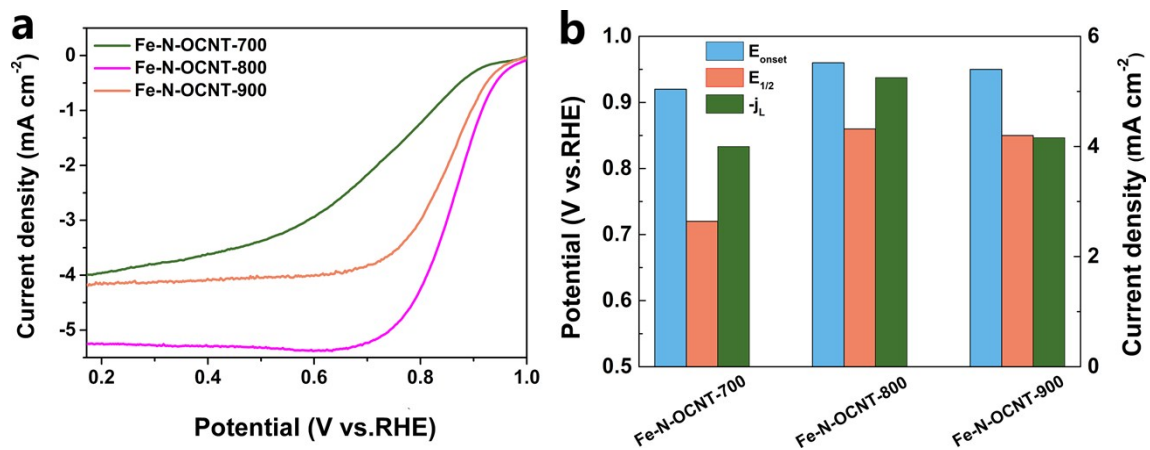 a
Fe-N-OCNT-700
Fe-N-OCNT-800
Fe-N-OCNT-900
Current density (mA cm⁻²)
0
-1
-2
-3
-4
-5
0.2 0.4 0.6 0.8 1.0
Potential (V vs.RHE)
b
E_onset
E_1/2
-j_L
Potential (V vs.RHE)
1.0
0.9
0.8
0.7
0.6
0.5
6
4
2
0
Current density (mA cm⁻²)
Fe-N-OCNT-700
Fe-N-OCNT-800
Fe-N-OCNT-900